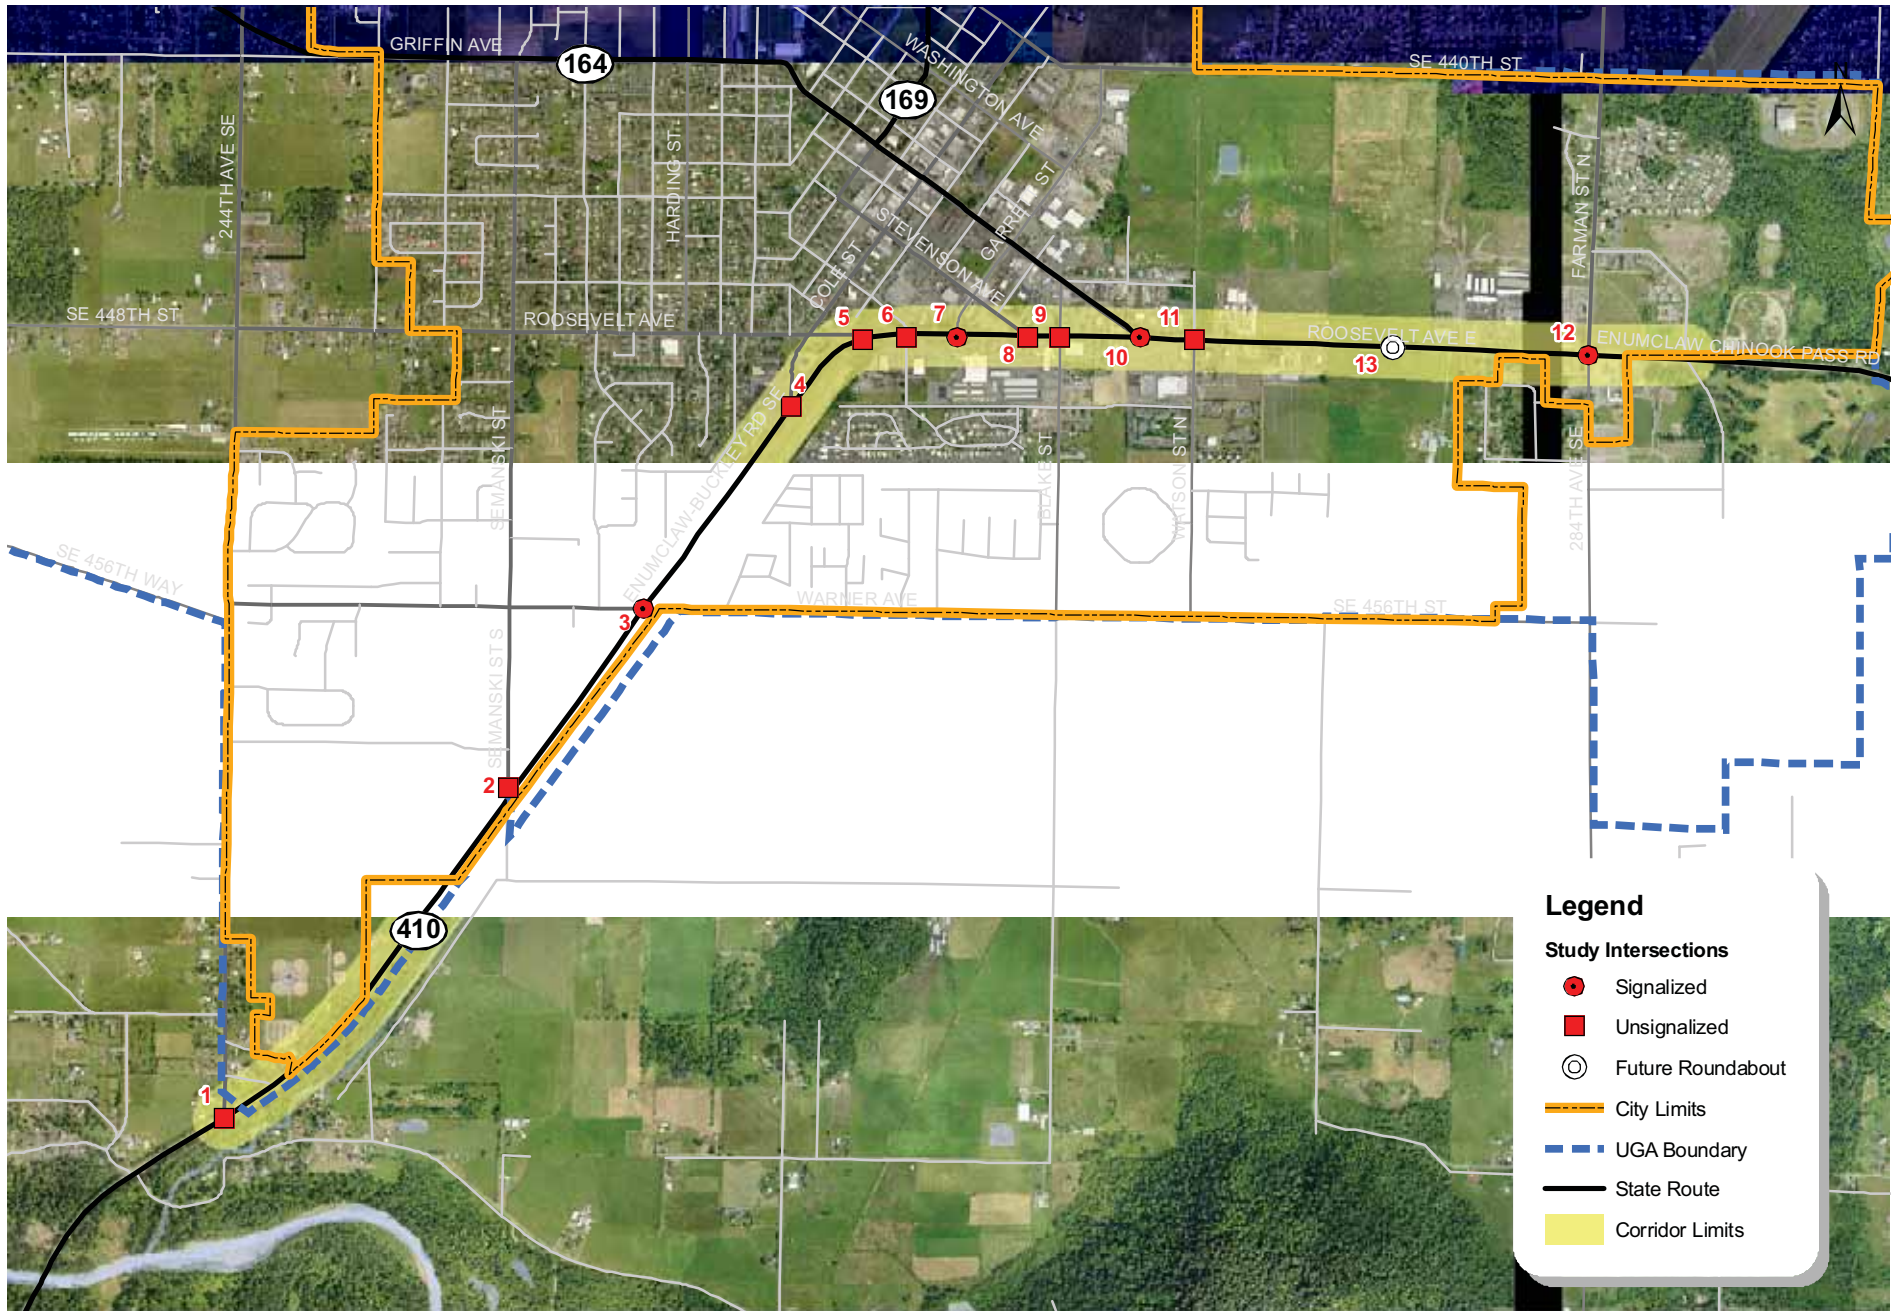 GRIFFIN AVE
164
169
WASHINGTON AVE
SE 440TH ST
N
244TH AVE SE
HARDING ST.
STEVENSON AVE
GARRETT ST
COLE ST
FARMAN ST N
SE 448TH ST
ROOSEVELT AVE
5
6
7
8
9
10
11
ROOSEVELT AVE E
13
12
ENUMCLAW CHINOOK PASS RD
4
SEMANSKI ST
ENUMCLAW-BUCKLEY RD SE
BLAKE ST
WATSON ST N
284TH AVE SE
SE 456TH WAY
WARNER AVE
SE 456TH ST
3
SEMANSKI ST S
2
410
1
Legend
Study Intersections
Signalized
Unsignalized
Future Roundabout
City Limits
UGA Boundary
State Route
Corridor Limits